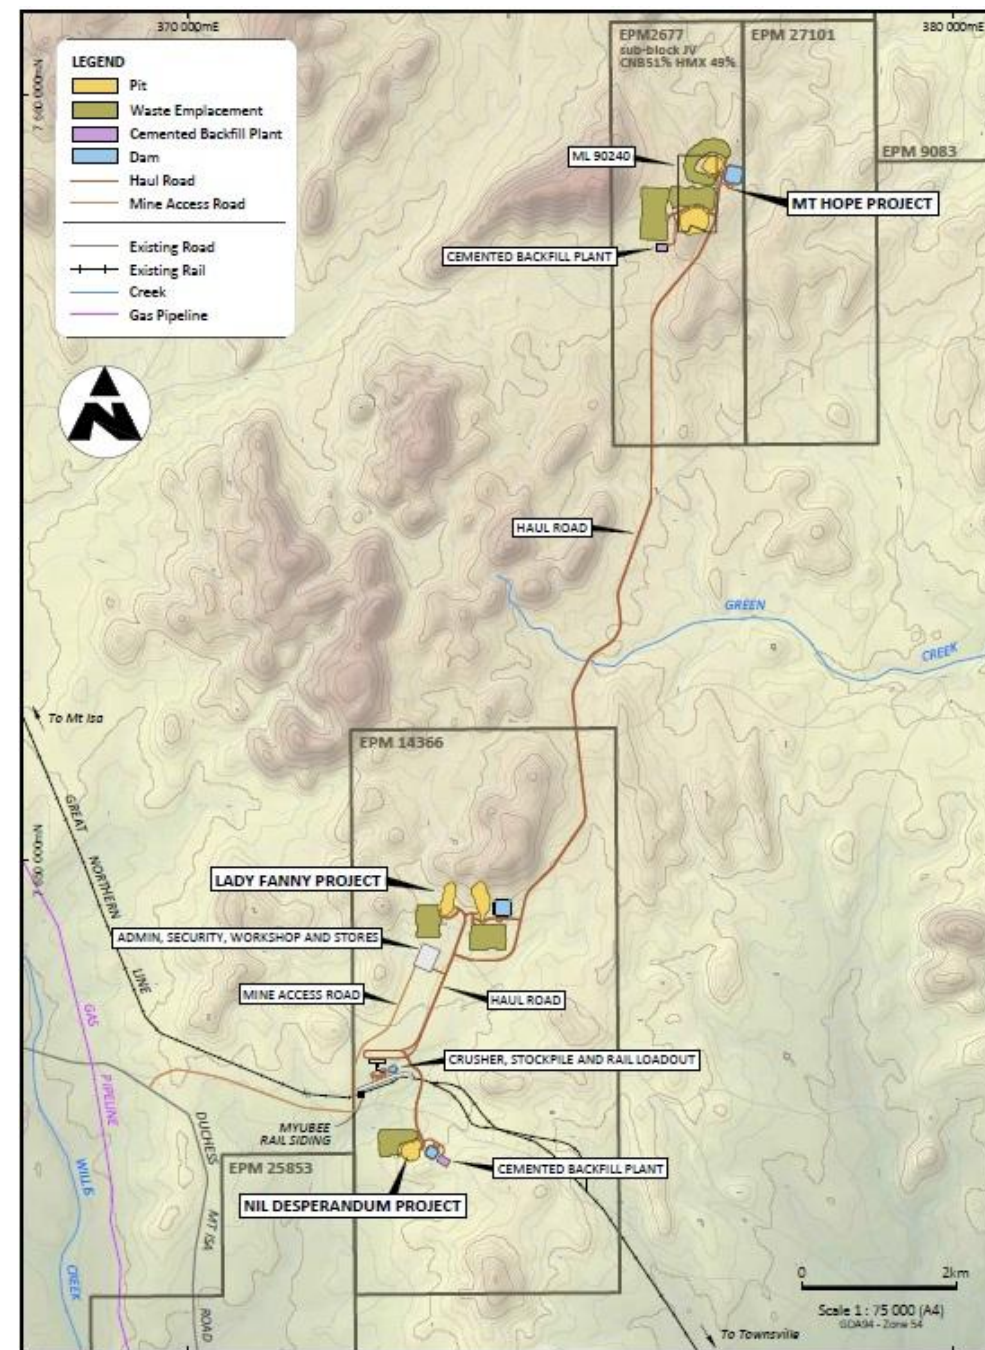 370 000mE
380 000mE
7 660 000mN
LEGEND
Pit
Waste Emplacement
Cemented Backfill Plant
Dam
Haul Road
Mine Access Road
Existing Road
Existing Rail
Creek
Gas Pipeline
N
EPM2677
sub-block JV
CNB51% HMX 49%
EPM 27101
EPM 9083
ML 90240
MT HOPE PROJECT
CEMENTED BACKFILL PLANT
HAUL ROAD
GREEN
CREEK
To Mt Isa
EPM 14366
GREAT
NORTHERN
LINE
000mN
LADY FANNY PROJECT
ADMIN, SECURITY, WORKSHOP AND STORES
MINE ACCESS ROAD
HAUL ROAD
GAS
PIPELINE
CRUSHER, STOCKPILE AND RAIL LOADOUT
MYUBEE
RAIL SIDING
DUCHESS
MT ISA
ROAD
WILLS
CREEK
EPM 25853
CEMENTED BACKFILL PLANT
NIL DESPERANDUM PROJECT
0 2km
Scale 1 : 75 000 (A4)
GDA94 - Zone 54
To Townsville